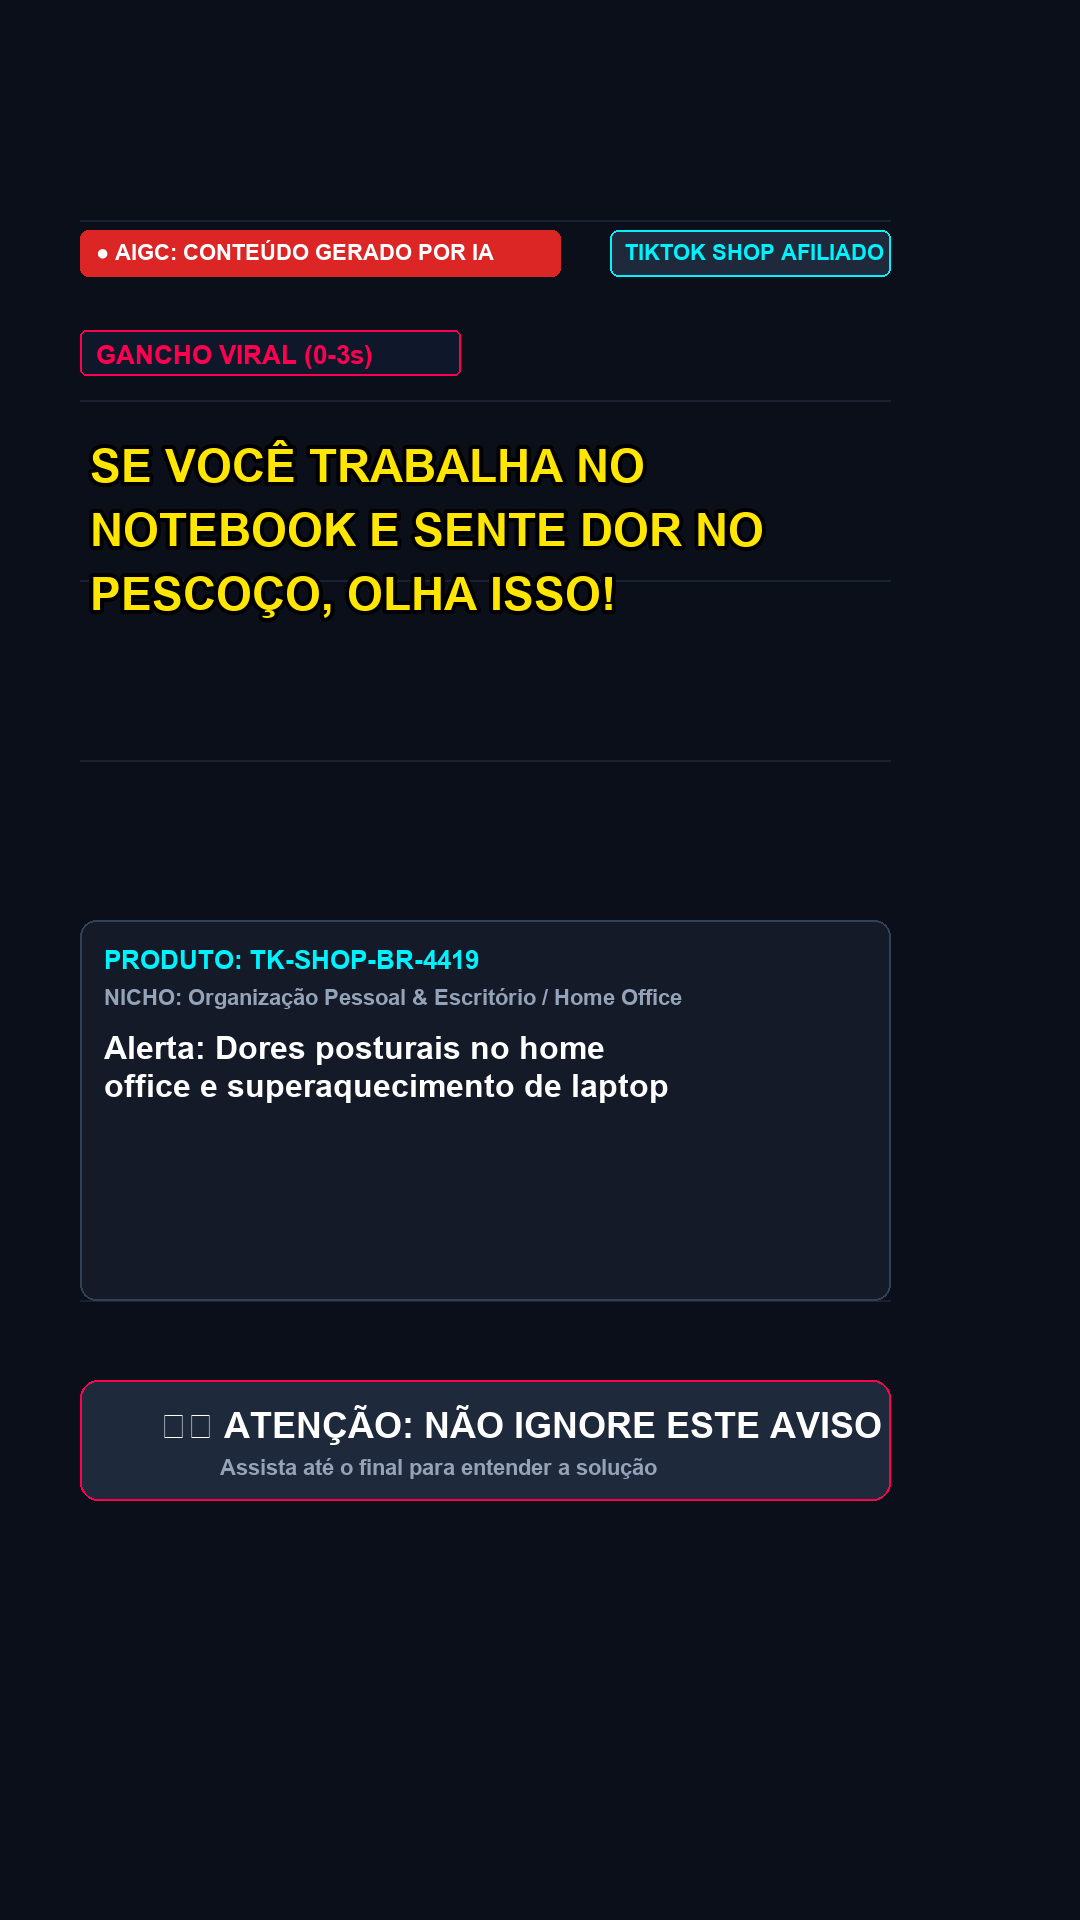 ● AIGC: CONTEÚDO GERADO POR IA
TIKTOK SHOP AFILIADO
GANCHO VIRAL (0-3s)
SE VOCÊ TRABALHA NO
NOTEBOOK E SENTE DOR NO
PESCOÇO, OLHA ISSO!
PRODUTO: TK-SHOP-BR-4419
NICHO: Organização Pessoal & Escritório / Home Office
Alerta: Dores posturais no home
office e superaquecimento de laptop
ATENÇÃO: NÃO IGNORE ESTE AVISO
Assista até o final para entender a solução